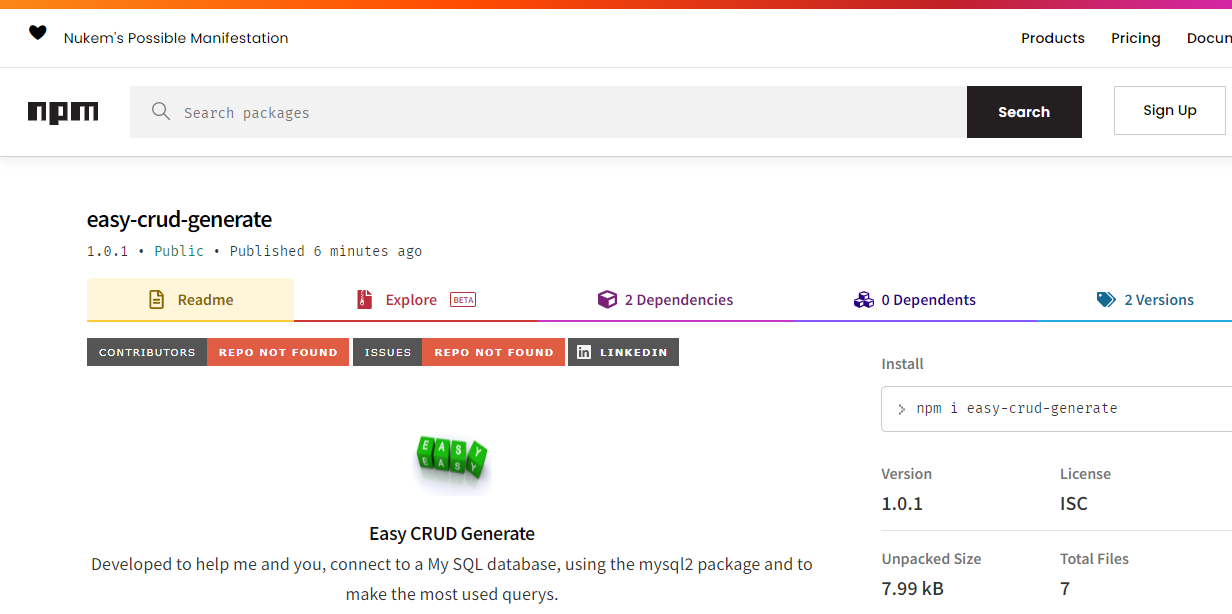 Nukem's Possible Manifestation
Products Pricing Docum
npm
Search packages
Search
Sign Up
easy-crud-generate
1.0.1 • Public • Published 6 minutes ago
Readme
Explore BETA
2 Dependencies
0 Dependents
2 Versions
CONTRIBUTORS REPO NOT FOUND ISSUES REPO NOT FOUND in LINKEDIN
EASY
EASY
Easy CRUD Generate
Developed to help me and you, connect to a My SQL database, using the mysql2 package and to
make the most used querys.
Install
> npm i easy-crud-generate
Version License
1.0.1 ISC
Unpacked Size Total Files
7.99 kB 7